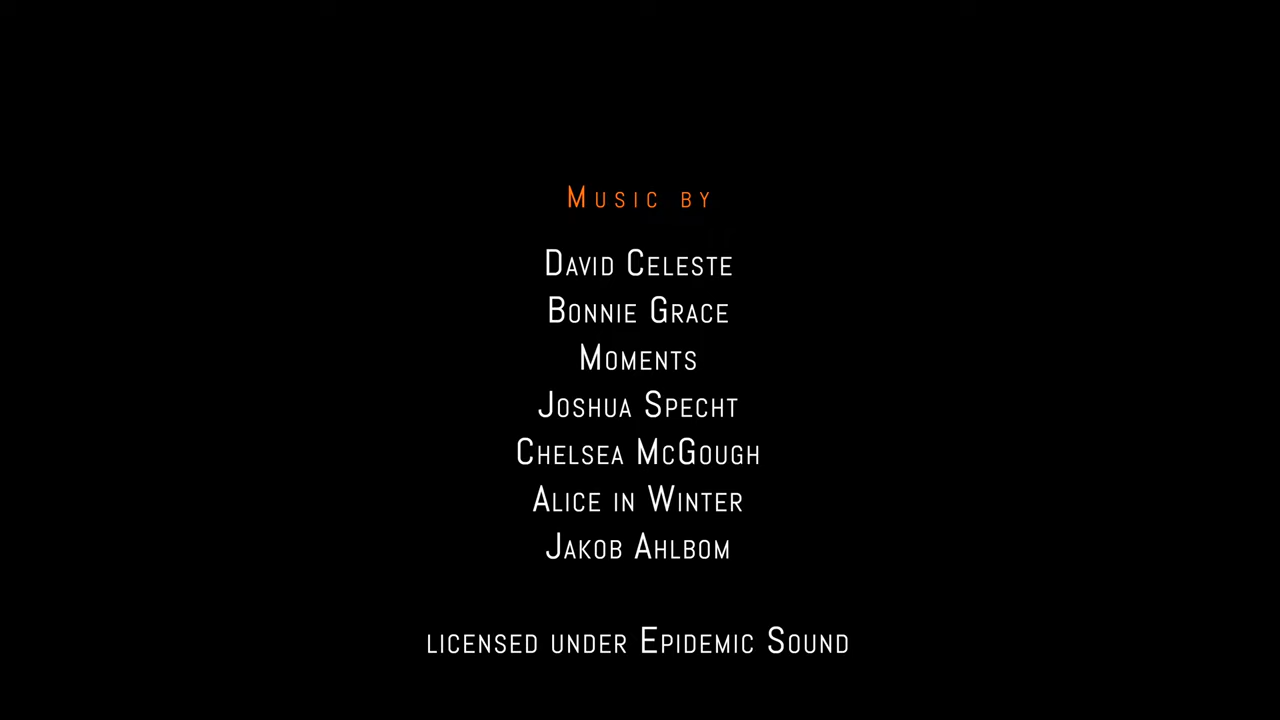 Music by
David Celeste
Bonnie Grace
Moments
Joshua Specht
Chelsea McGough
Alice in Winter
Jakob Ahlbom
licensed under Epidemic Sound